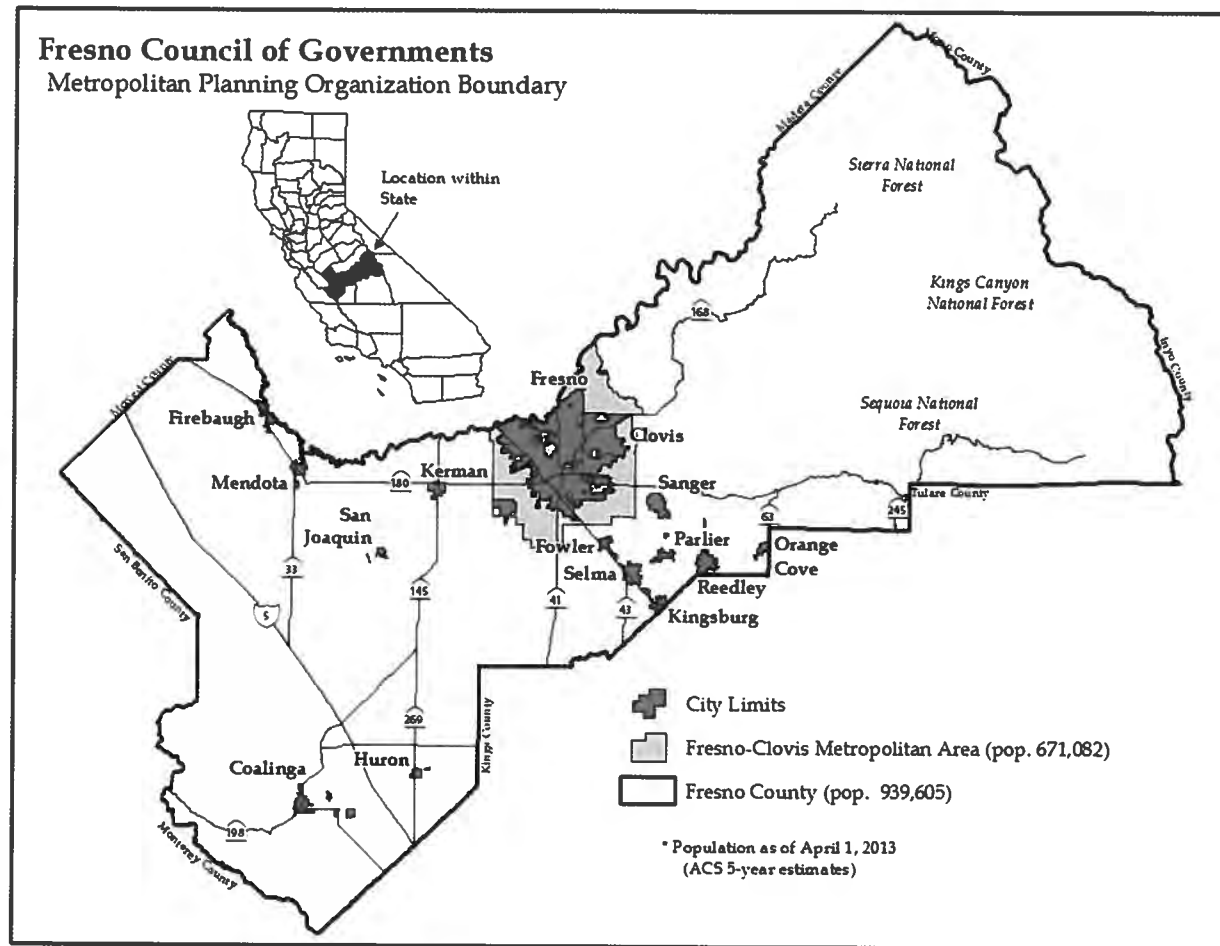 Fresno Council of Governments
Metropolitan Planning Organization Boundary
Location within
State
Madera County
Mono County
Sierra National
Forest
Kings Canyon
National Forest
Inyo County
Sequoia National
Forest
168
Merced County
Fresno
Firebaugh
Clovis
Mendota
180
Kerman
Sanger
Tulare County
San
Joaquin
63
245
Fowler
Parlier
Orange
Cove
San Benito County
33
Selma
Reedley
145
41
43
Kingsburg
5
City Limits
269
Kings County
Fresno-Clovis Metropolitan Area (pop. 671,082)
Coalinga
Huron
Fresno County (pop. 939,605)
198
Monterey County
* Population as of April 1, 2013
(ACS 5-year estimates)